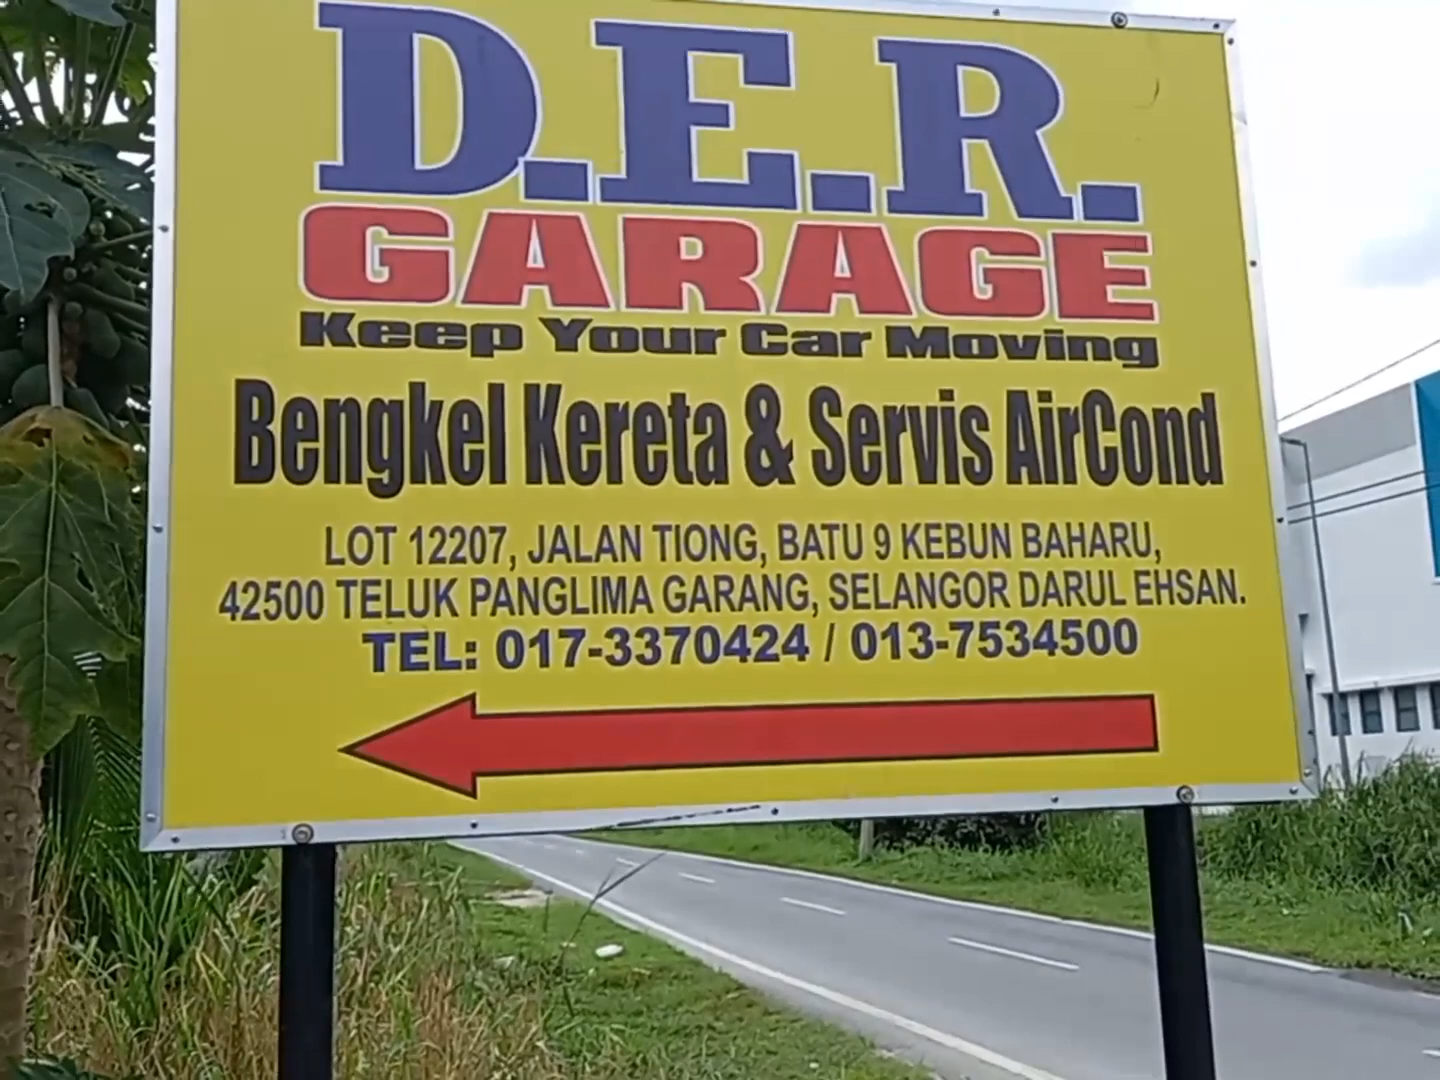 D.E.R.
GARAGE
Keep Your Car Moving
Bengkel Kereta & Servis AirCond
LOT 12207, JALAN TIONG, BATU 9 KEBUN BAHARU,
42500 TELUK PANGLIMA GARANG, SELANGOR DARUL EHSAN.
TEL: 017-3370424 / 013-7534500